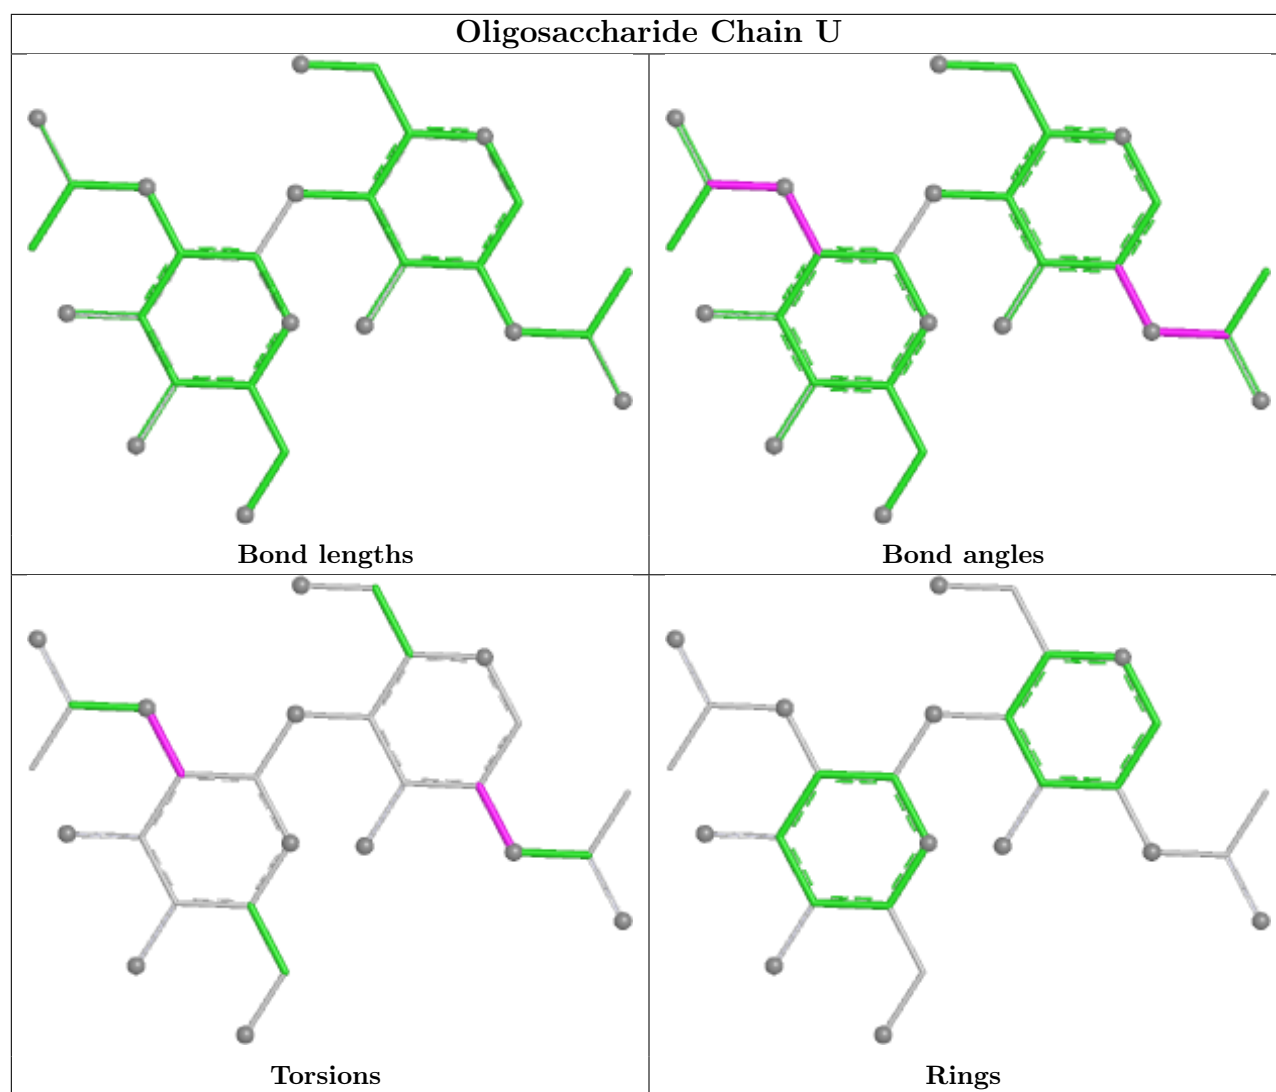 Oligosaccharide Chain U
Bond lengths
Bond angles
Torsions
Rings